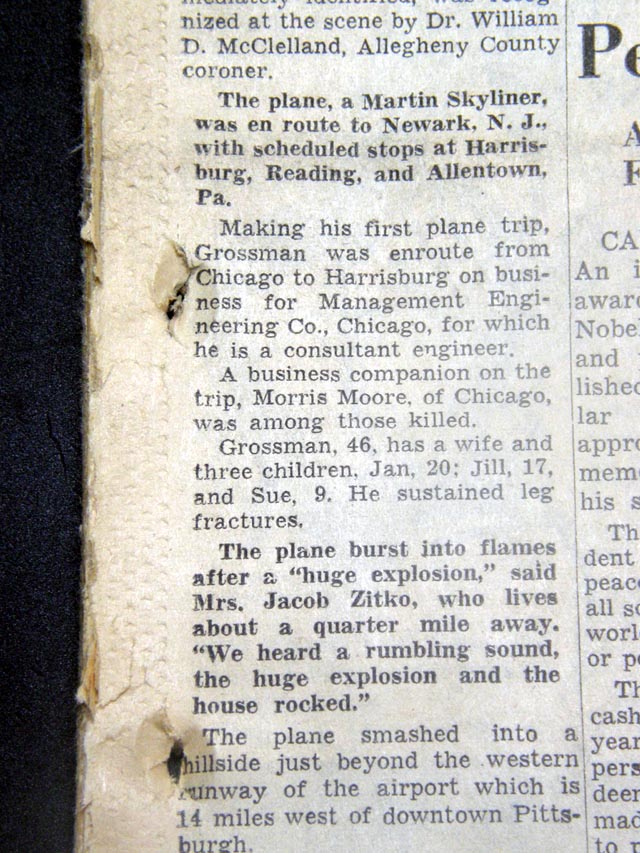 nized at the scene by Dr. William
D. McClelland, Allegheny County
coroner.
The plane, a Martin Skyliner,
was en route to Newark, N. J.,
with scheduled stops at Harris-
burg, Reading, and Allentown,
Pa.
Making his first plane trip,
Grossman was enroute from
Chicago to Harrisburg on busi-
ness for Management Engi-
neering Co., Chicago, for which
he is a consultant engineer.
A business companion on the
trip, Morris Moore, of Chicago,
was among those killed.
Grossman, 46, has a wife and
three children. Jan, 20; Jill, 17,
and Sue, 9. He sustained leg
fractures.
The plane burst into flames
after a "huge explosion," said
Mrs. Jacob Zitko, who lives
about a quarter mile away.
"We heard a rumbling sound,
the huge explosion and the
house rocked."
The plane smashed into a
hillside just beyond the western
runway of the airport which is
14 miles west of downtown Pitts-
burgh.
Pe
A
F
CA
An i
awar
Nobe
and
lished
lar
appro
mem
his s
Th
dent
peace
all so
worl
or pe
Th
cash
year
pers
deer
mad
to p